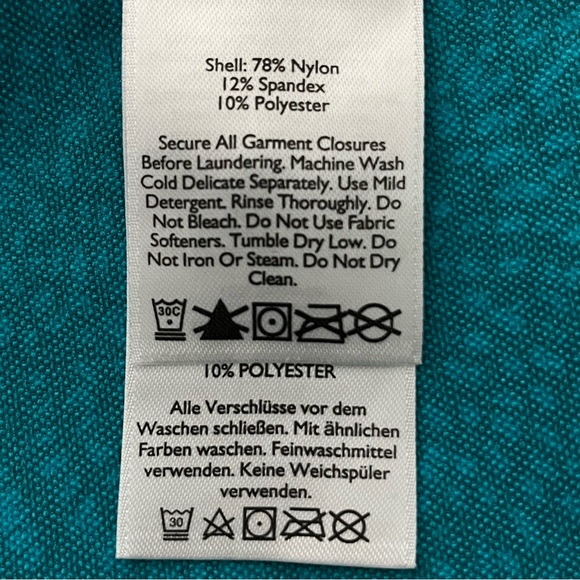 Shell: 78% Nylon
12% Spandex
10% Polyester
Secure All Garment Closures
Before Laundering. Machine Wash
Cold Delicate Separately. Use Mild
Detergent. Rinse Thoroughly. Do
Not Bleach. Do Not Use Fabric
Softeners. Tumble Dry Low. Do
Not Iron Or Steam. Do Not Dry
Clean.
30C
10% POLYESTER
Alle Verschlüsse vor dem
Waschen schließen. Mit ähnlichen
Farben waschen. Feinwaschmittel
verwenden. Keine Weichspüler
verwenden.
30